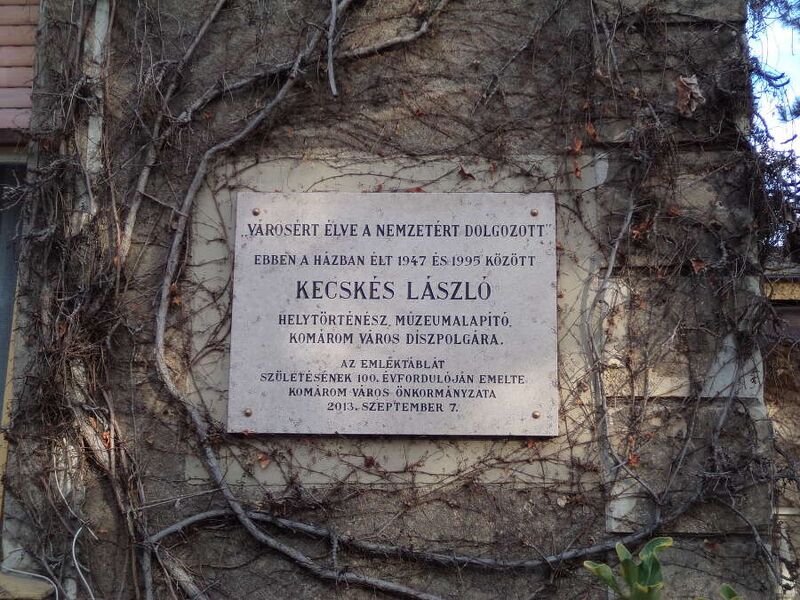 „VÁROSÉRT ÉLVE A NEMZETÉRT DOLGOZOTT”
EBBEN A HÁZBAN ÉLT 1947 ÉS 1995 KÖZÖTT
KECSKÉS LÁSZLÓ
HELYTÖRTÉNÉSZ, MÚZEUMALAPÍTÓ,
KOMÁROM VÁROS DÍSZPOLGÁRA.
AZ EMLÉKTÁBLÁT
SZÜLETÉSÉNEK 100. ÉVFORDULÓJÁN EMELTE
KOMÁROM VÁROS ÖNKORMÁNYZATA
2013. SZEPTEMBER 7.